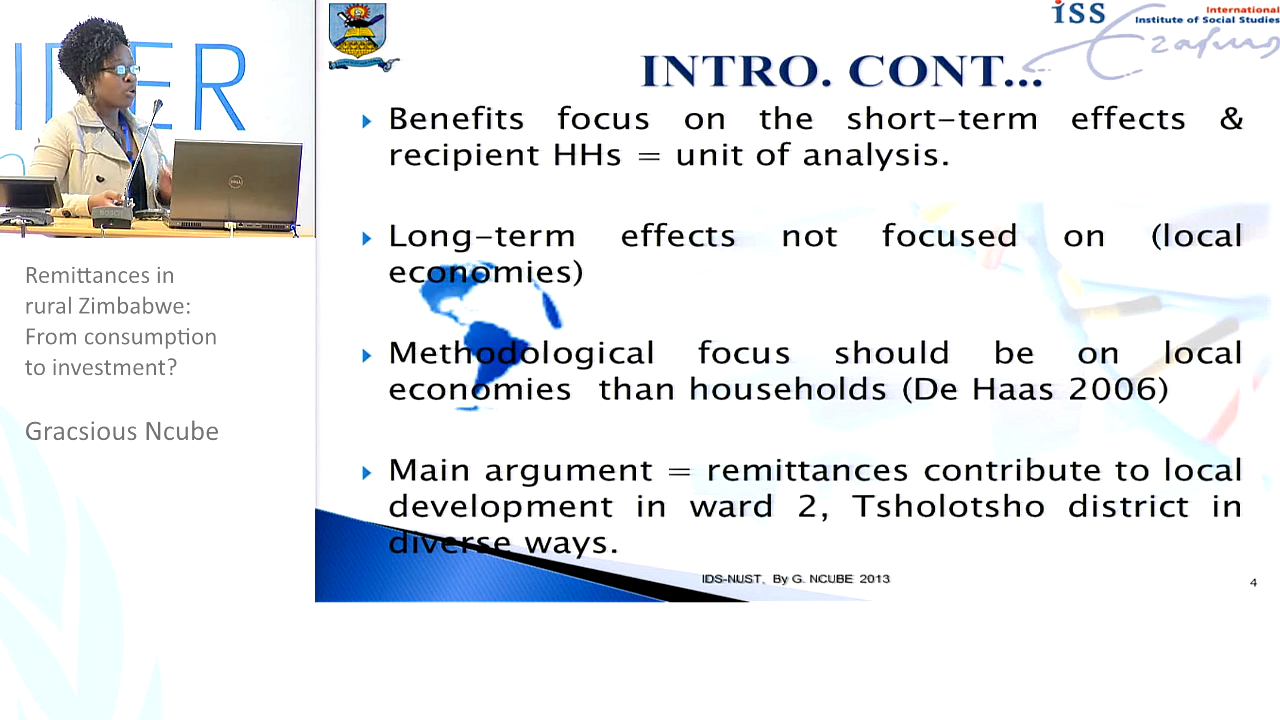 iss
International
Institute of Social Studies
Erasmus
INTRO. CONT...
Benefits focus on the short-term effects &
recipient HHs = unit of analysis.
Long-term effects not focused on (local
economies)
Methodological focus should be on local
economies than households (De Haas 2006)
Main argument = remittances contribute to local
development in ward 2, Tsholotsho district in
diverse ways.
IDS-NUST. By G. NCUBE 2013
4
DELL
BOSCH
Remittances in
rural Zimbabwe:
From consumption
to investment?
Gracsious Ncube